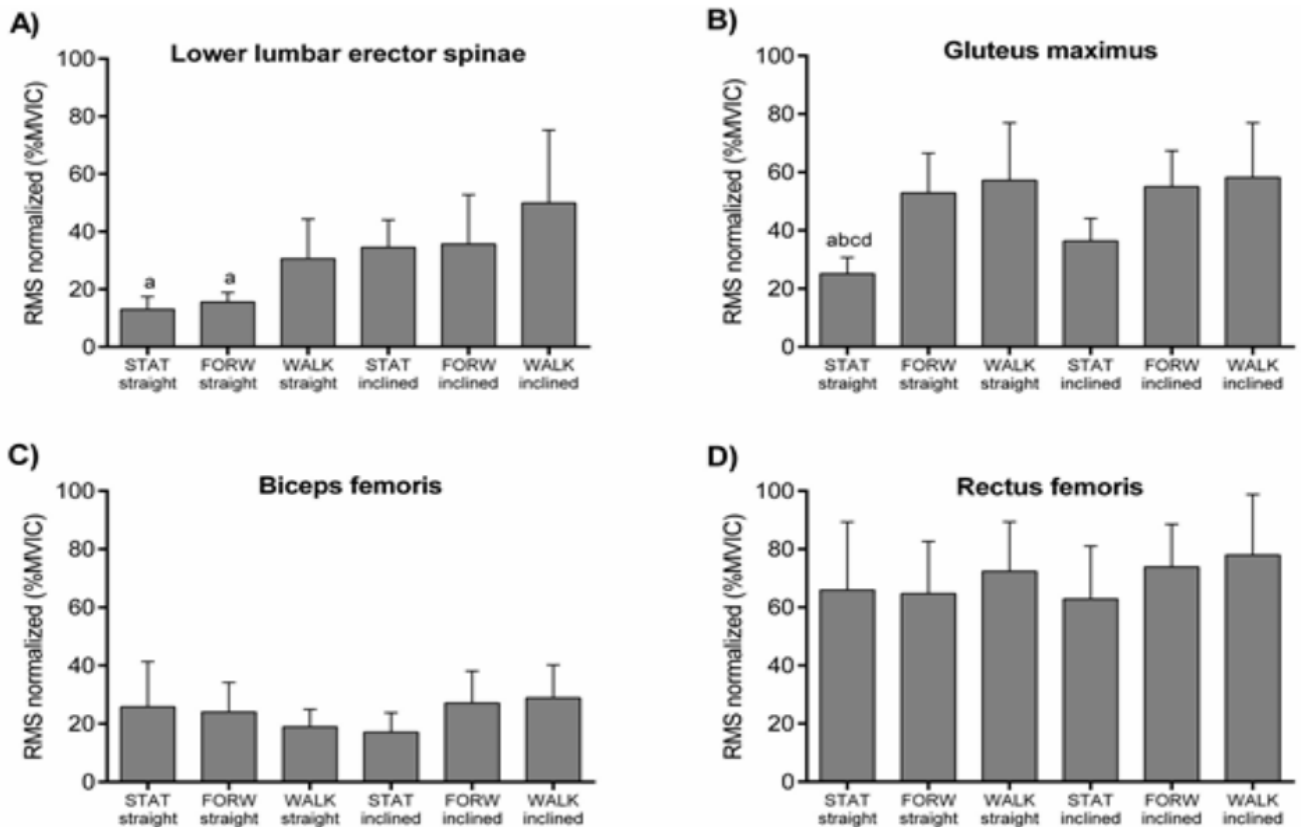 A)
Lower lumbar erector spinae
RMS normalized (%MVIC)
100
80
60
40
20
0
a
a
STAT straight
FORW straight
WALK straight
STAT inclined
FORW inclined
WALK inclined
B)
Gluteus maximus
RMS normalized (%MVIC)
100
80
60
40
20
0
abcd
STAT straight
FORW straight
WALK straight
STAT inclined
FORW inclined
WALK inclined
C)
Biceps femoris
RMS normalized (%MVIC)
100
80
60
40
20
0
STAT straight
FORW straight
WALK straight
STAT inclined
FORW inclined
WALK inclined
D)
Rectus femoris
RMS normalized (%MVIC)
100
80
60
40
20
0
STAT straight
FORW straight
WALK straight
STAT inclined
FORW inclined
WALK inclined